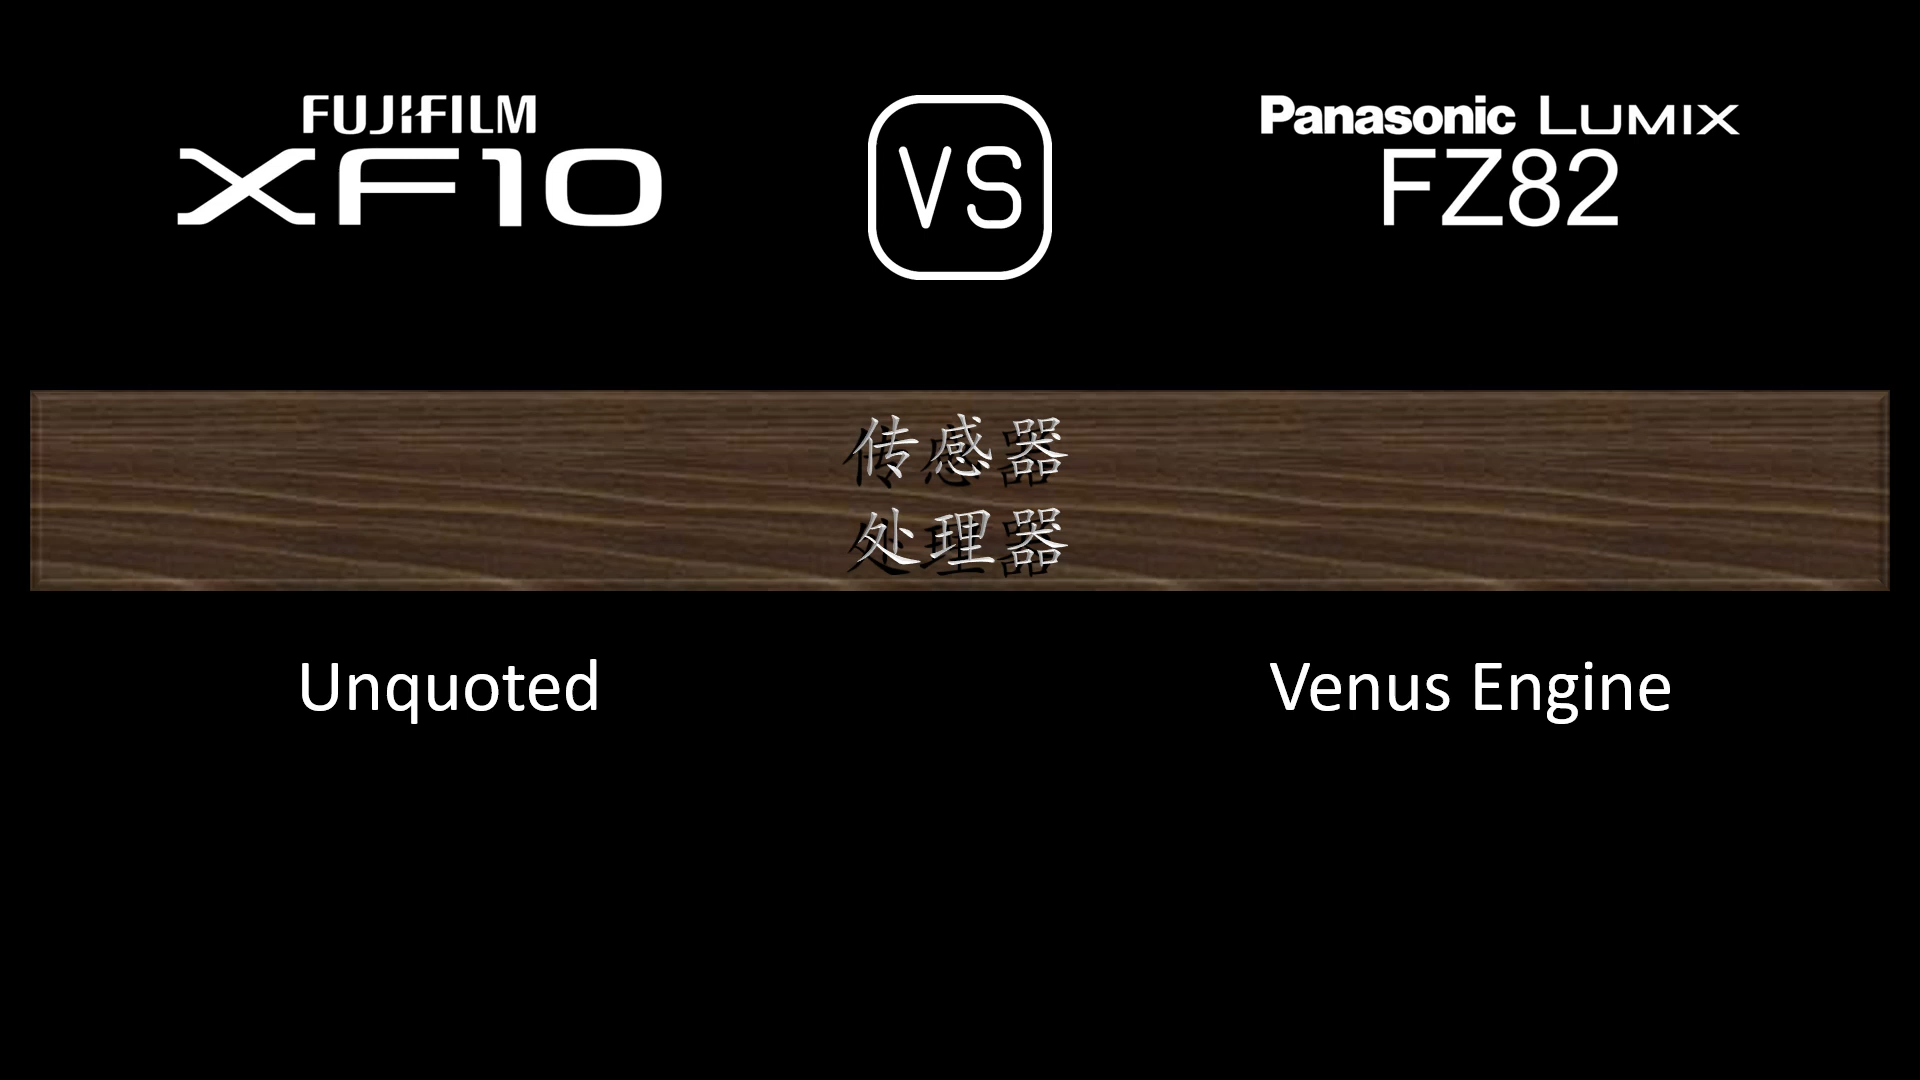 FUJIFILM
XF10
VS
Panasonic LUMIX
FZ82
传感器
处理器
Unquoted
Venus Engine